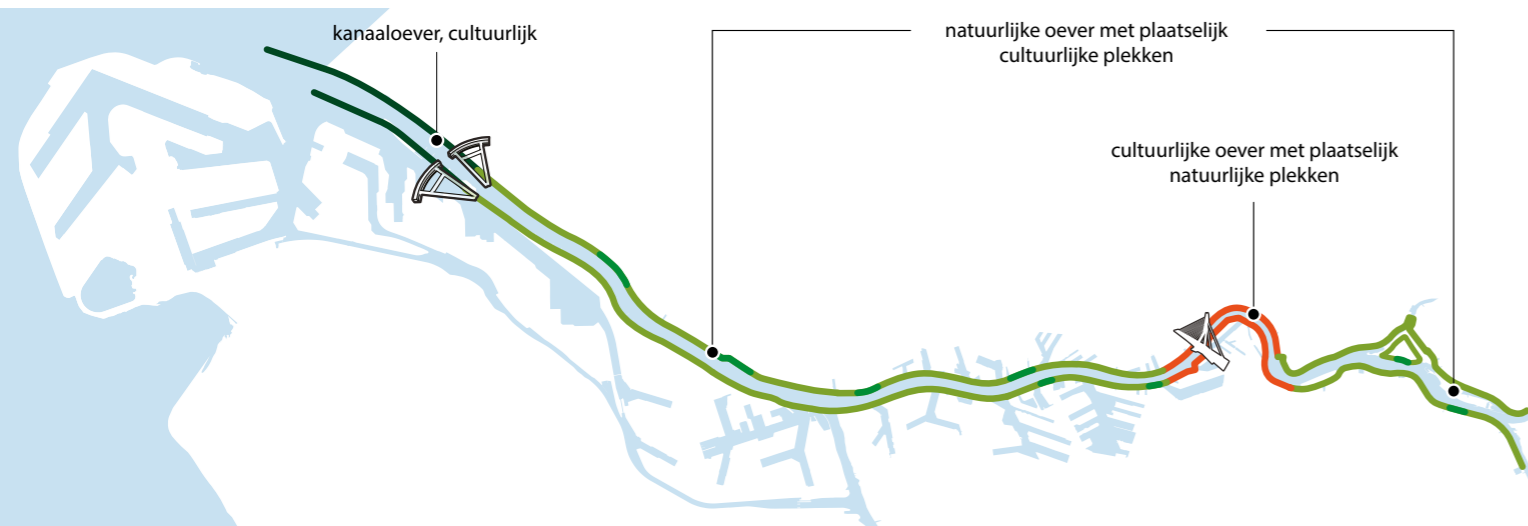 kanaaloever, cultuurlijk
natuurlijke oever met plaatselijk
cultuurlijke plekken
cultuurlijke oever met plaatselijk
natuurlijke plekken